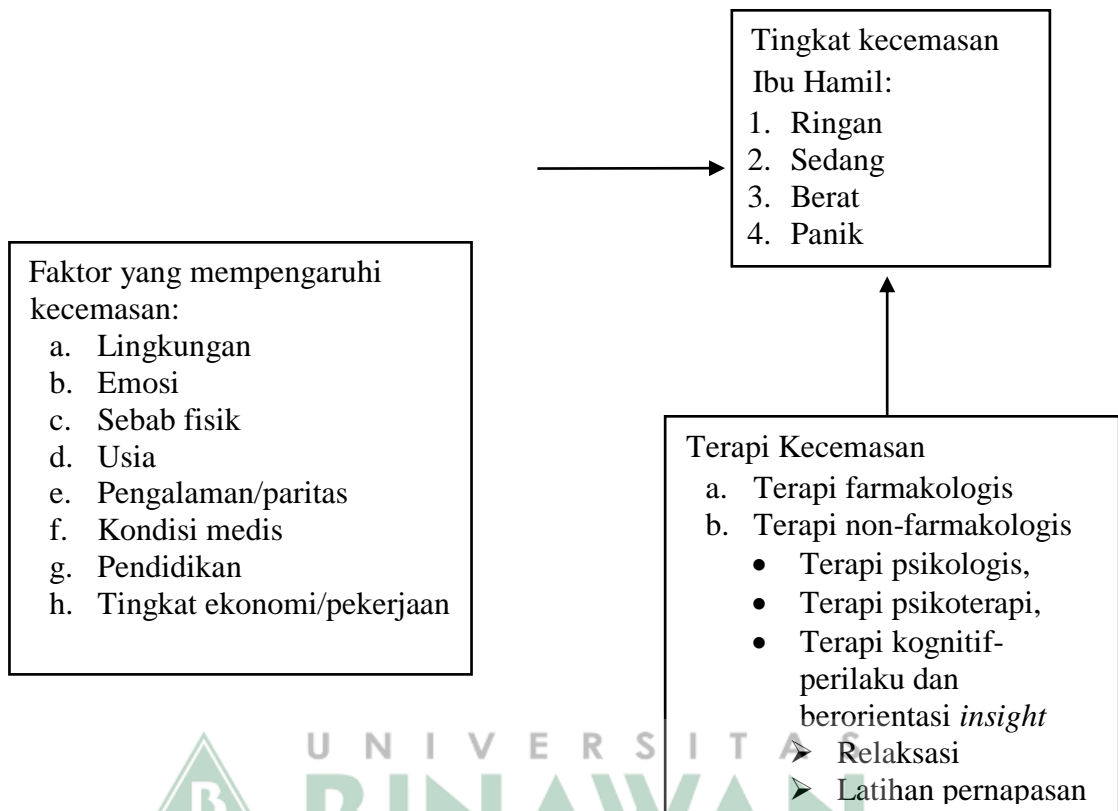 Tingkat kecemasan
Ibu Hamil:
1. Ringan
2. Sedang
3. Berat
4. Panik
Faktor yang mempengaruhi
kecemasan:
a. Lingkungan
b. Emosi
c. Sebab fisik
d. Usia
e. Pengalaman/paritas
f. Kondisi medis
g. Pendidikan
h. Tingkat ekonomi/pekerjaan
Terapi Kecemasan
a. Terapi farmakologis
b. Terapi non-farmakologis
• Terapi psikologis,
• Terapi psikoterapi,
• Terapi kognitif-
perilaku dan
berorientasi insight
➢ Relaksasi
➢ Latihan pernapasan
UNIVERSITAS
B BINAWAN